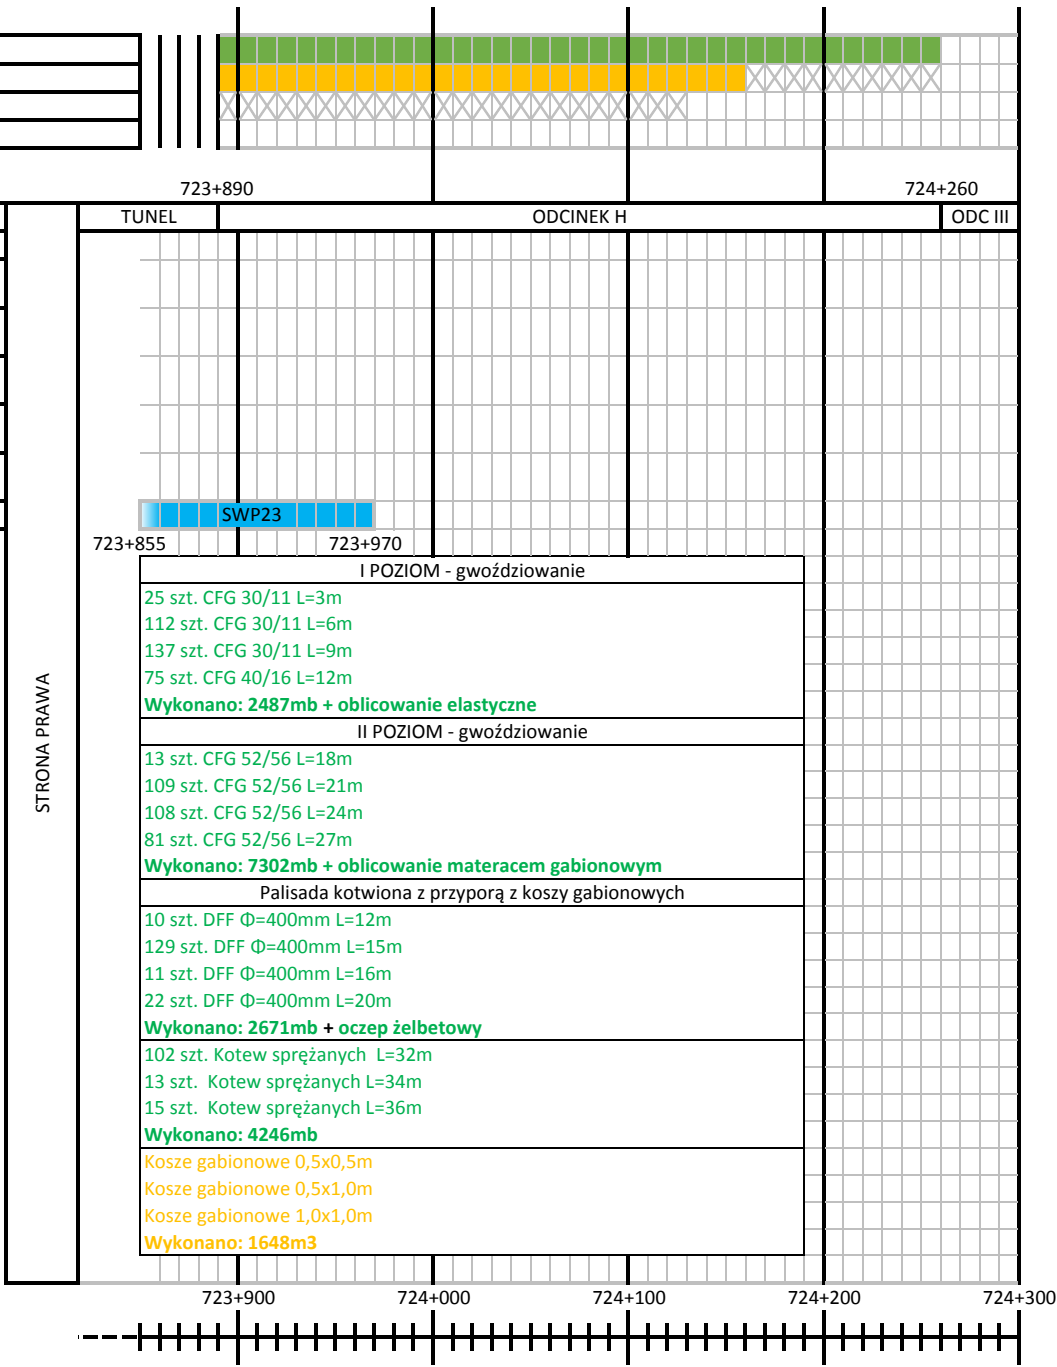 723+890
724+260
TUNEL
ODCINEK H
ODC III
STRONA PRAWA
SWP23
723+855
723+970
I POZIOM - gwoździowanie
25 szt. CFG 30/11 L=3m
112 szt. CFG 30/11 L=6m
137 szt. CFG 30/11 L=9m
75 szt. CFG 40/16 L=12m
Wykonano: 2487mb + oblicowanie elastyczne
II POZIOM - gwoździowanie
13 szt. CFG 52/56 L=18m
109 szt. CFG 52/56 L=21m
108 szt. CFG 52/56 L=24m
81 szt. CFG 52/56 L=27m
Wykonano: 7302mb + oblicowanie materacem gabionowym
Palisada kotwiona z przyporą z koszy gabionowych
10 szt. DFF Φ=400mm L=12m
129 szt. DFF Φ=400mm L=15m
11 szt. DFF Φ=400mm L=16m
22 szt. DFF Φ=400mm L=20m
Wykonano: 2671mb + oczep żelbetowy
102 szt. Kotew sprężanych L=32m
13 szt. Kotew sprężanych L=34m
15 szt. Kotew sprężanych L=36m
Wykonano: 4246mb
Kosze gabionowe 0,5x0,5m
Kosze gabionowe 0,5x1,0m
Kosze gabionowe 1,0x1,0m
Wykonano: 1648m3
723+900
724+000
724+100
724+200
724+300